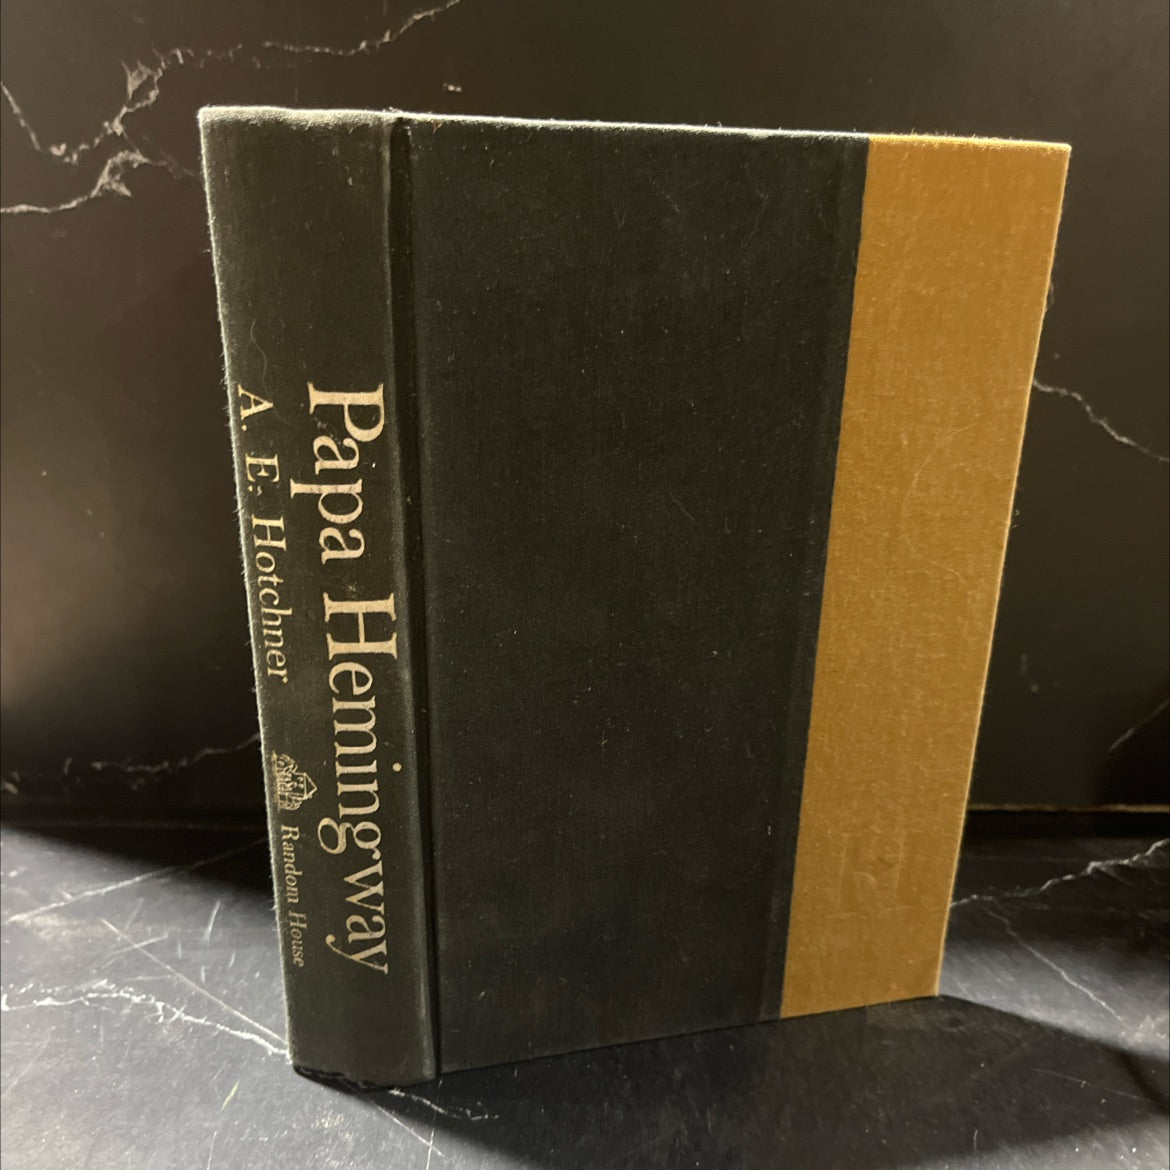 Papa Hemingway
A. E. Hotchner
Random House